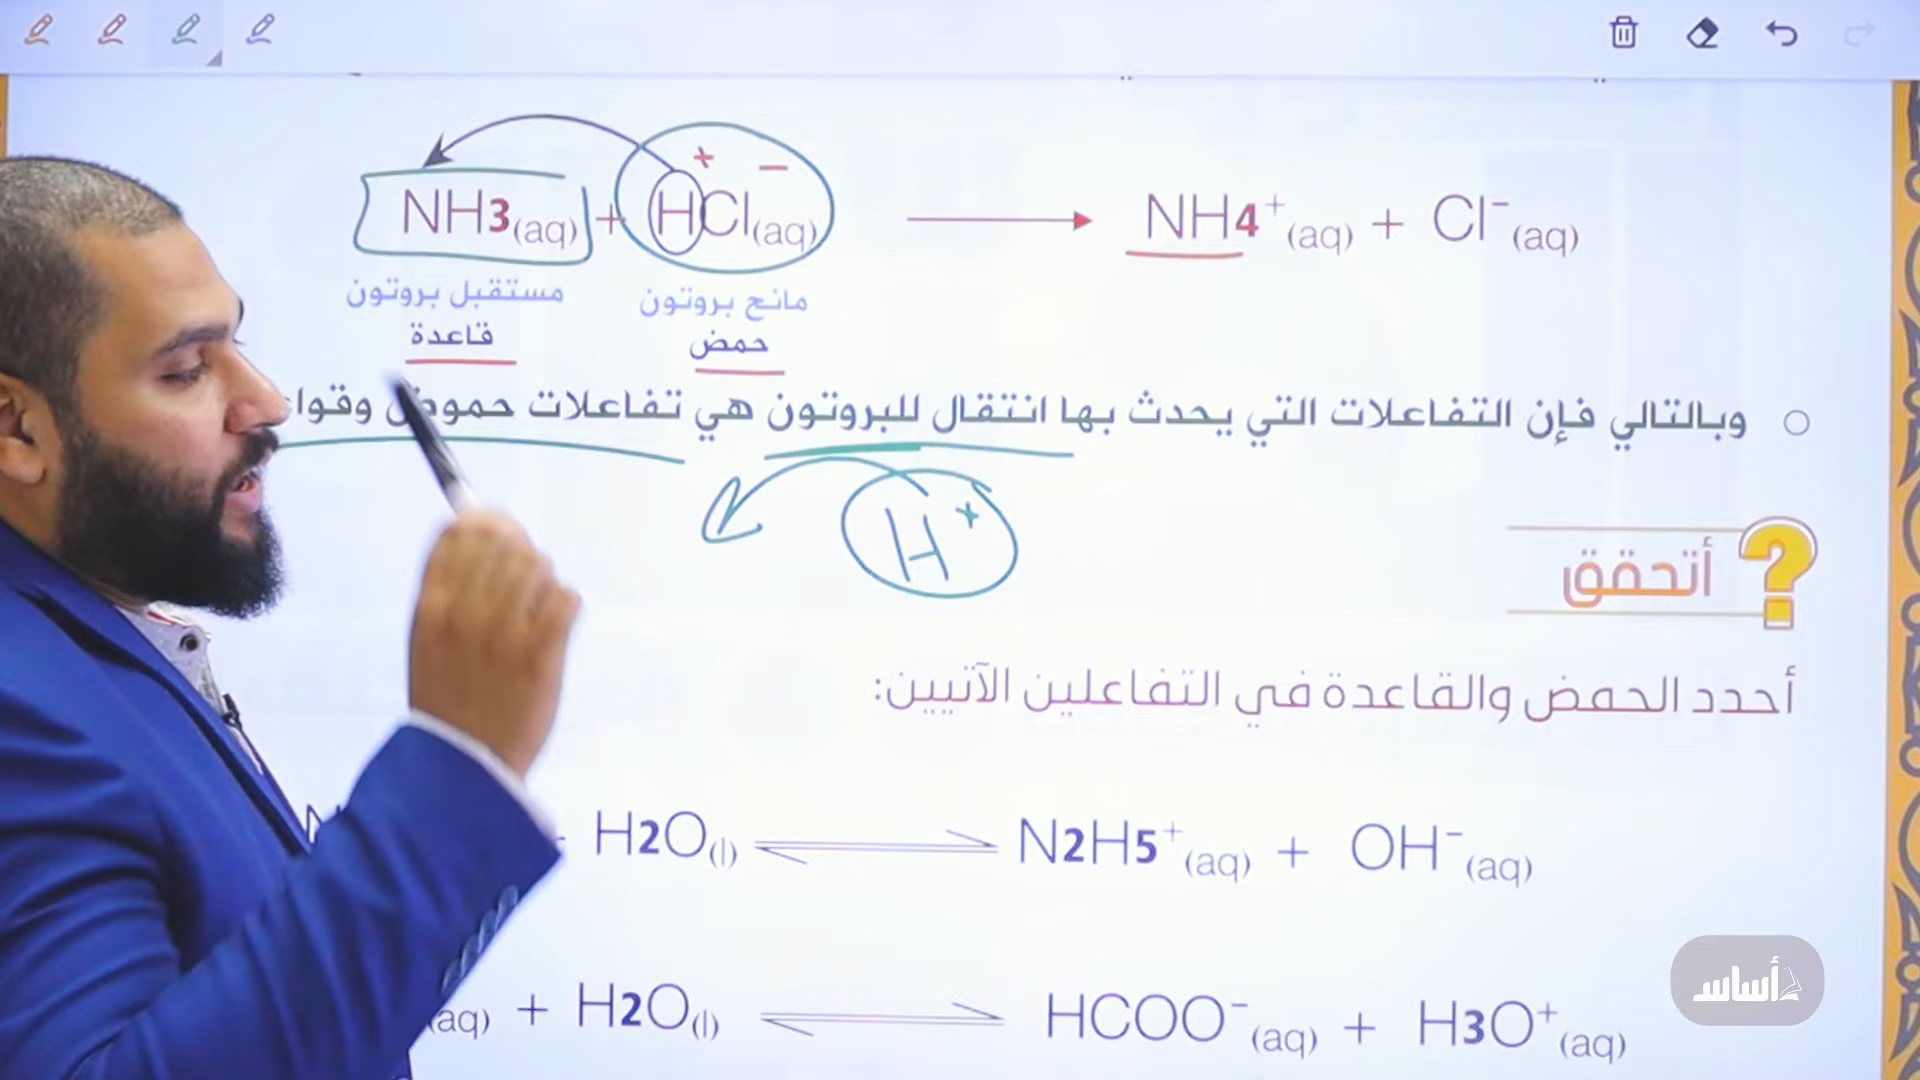 NH3(aq) + HCl(aq) → NH4⁺(aq) + Cl⁻(aq)
+ −
مستقبل بروتون
قاعدة
مانح بروتون
حمض
وبالتالي فإن التفاعلات التي يحدث بها انتقال للبروتون هي تفاعلات حموض
H⁺
أتحقق
?
أحدد الحمض والقاعدة في التفاعلين الآتيين:
H2O(l) ⇌ N2H5⁺(aq) + OH⁻(aq)
(aq) + H2O(l) ⇌ HCOO⁻(aq) + H3O⁺(aq)
أساس